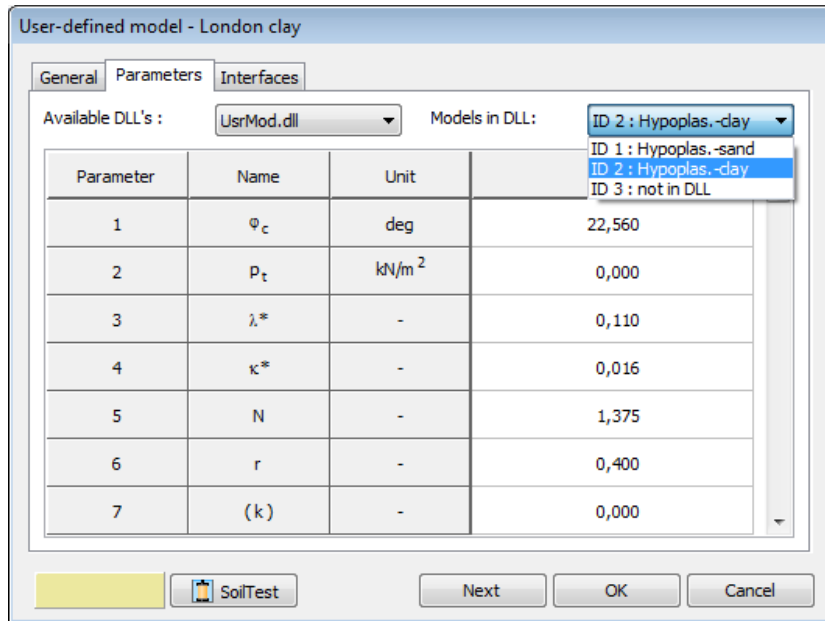 User-defined model - London clay
General Parameters Interfaces
Available DLL's : UsrMod.dll Models in DLL: ID 2 : Hypoplas.-clay
ID 1 : Hypoplas.-sand
ID 2 : Hypoplas.-clay
ID 3 : not in DLL
Parameter Name Unit
1 φc deg 22,560
2 Pt kN/m 2 0,000
3 λ* - 0,110
4 κ* - 0,016
5 N - 1,375
6 r - 0,400
7 (k) - 0,000
SoilTest Next OK Cancel